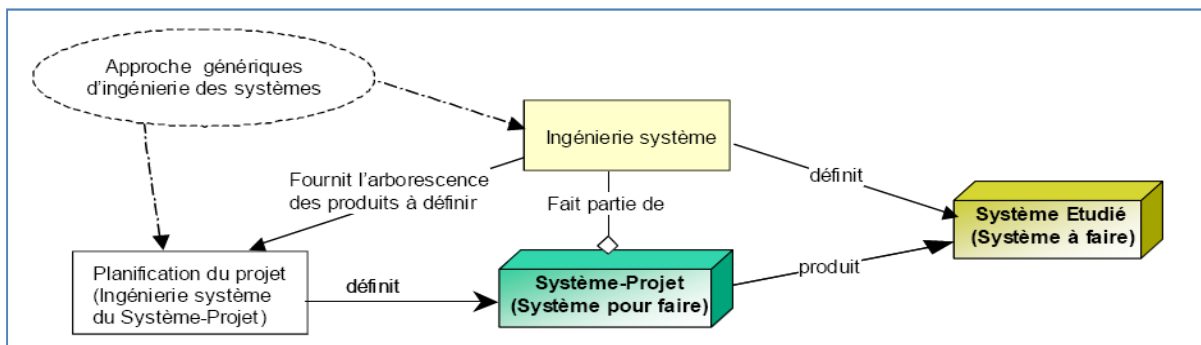 Approche génériques
d'ingénierie des systèmes
Ingénierie système
Fournit l'arborescence
des produits à définir
définit
Fait partie de
Système Etudié
(Système à faire)
Planification du projet
(Ingénierie système
du Système-Projet)
définit
Système-Projet
(Système pour faire)
produit